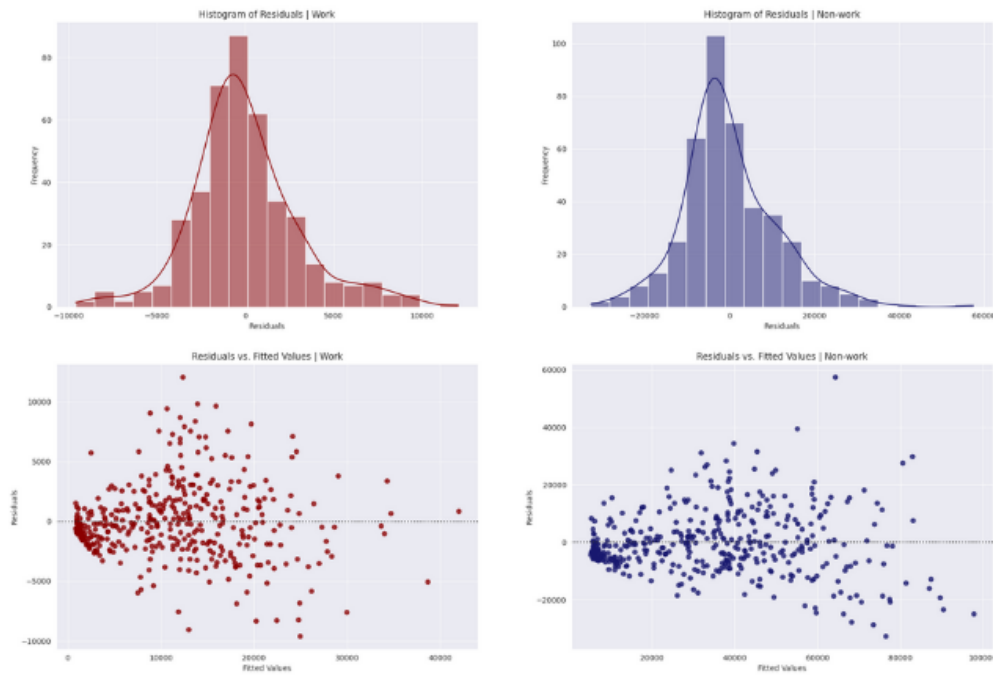 Histogram of Residuals | Work
80
60
40
20
0
Frequency
-10000 -5000 0 5000 10000
Residuals
Histogram of Residuals | Non-work
100
80
60
40
20
0
Frequency
-20000 0 20000 40000 60000
Residuals
Residuals vs. Fitted Values | Work
10000
5000
0
-5000
-10000
Residuals
0 10000 20000 30000 40000
Fitted Values
Residuals vs. Fitted Values | Non-work
60000
40000
20000
0
-20000
Residuals
20000 40000 60000 80000 100000
Fitted Values